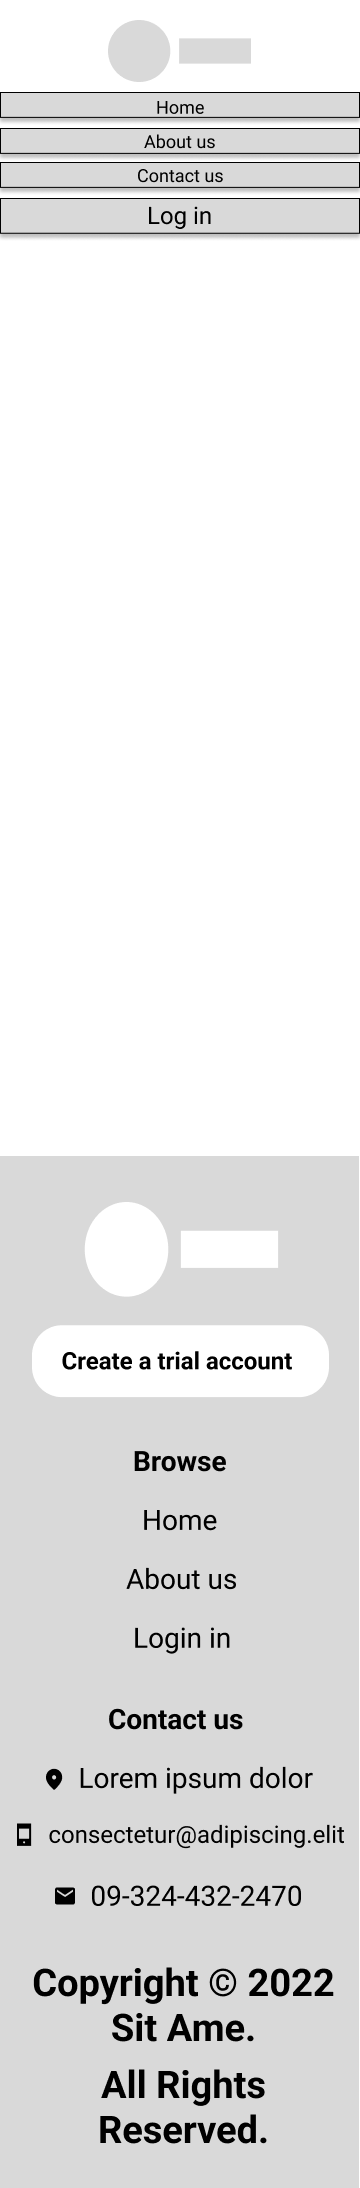 Home
About us
Contact us
Log in
Create a trial account
Browse
Home
About us
Login in
Contact us
Lorem ipsum dolor
consectetur@adipiscing.elit
09-324-432-2470
Copyright © 2022
Sit Ame.
All Rights
Reserved.